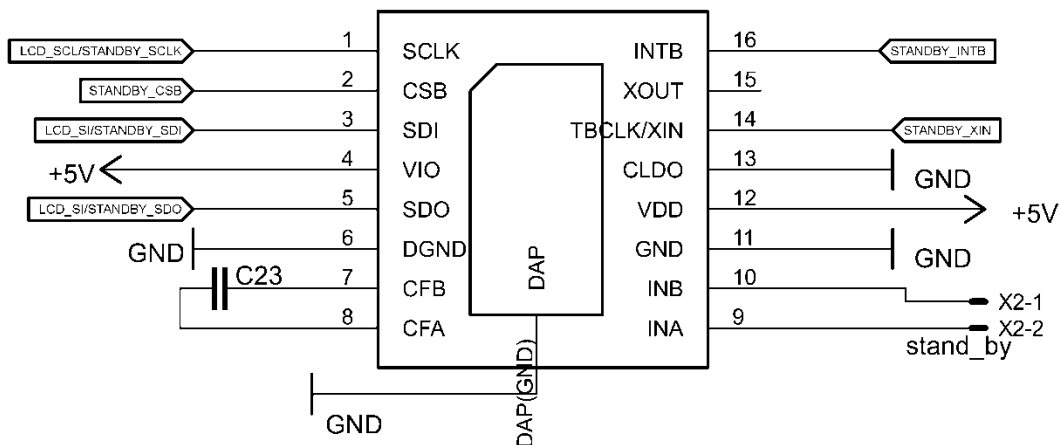 LCD_SCL/STANDBY_SCLK 1 SCLK INTB 16 STANDBY_INTB
STANDBY_CSB 2 CSB XOUT 15
LCD_SI/STANDBY_SDI 3 SDI TBCLK/XIN 14 STANDBY_XIN
+5V 4 VIO CLDO 13 GND
LCD_SI/STANDBY_SDO 5 SDO VDD 12 +5V
GND 6 DGND GND 11 GND
C23 7 CFB DAP INB 10 X2-1
8 CFA INA 9 X2-2
stand_by
GND DAP(GND)